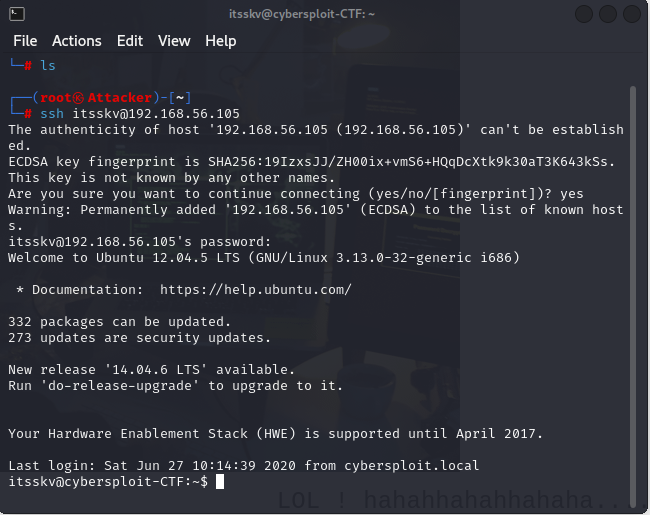 itsskv@cybersploit-CTF: ~
File Actions Edit View Help
└─# ls
┌──(root㉿Attacker)-[~]
└─# ssh itsskv@192.168.56.105
The authenticity of host '192.168.56.105 (192.168.56.105)' can't be establish
ed.
ECDSA key fingerprint is SHA256:19IzxsJJ/ZH00ix+vmS6+HQqDcXtk9k30aT3K643kSs.
This key is not known by any other names.
Are you sure you want to continue connecting (yes/no/[fingerprint])? yes
Warning: Permanently added '192.168.56.105' (ECDSA) to the list of known host
s.
itsskv@192.168.56.105's password:
Welcome to Ubuntu 12.04.5 LTS (GNU/Linux 3.13.0-32-generic i686)
* Documentation:  https://help.ubuntu.com/
332 packages can be updated.
273 updates are security updates.
New release '14.04.6 LTS' available.
Run 'do-release-upgrade' to upgrade to it.
Your Hardware Enablement Stack (HWE) is supported until April 2017.
Last login: Sat Jun 27 10:14:39 2020 from cybersploit.local
itsskv@cybersploit-CTF:~$
LOL ! hahahhahahhahaha...